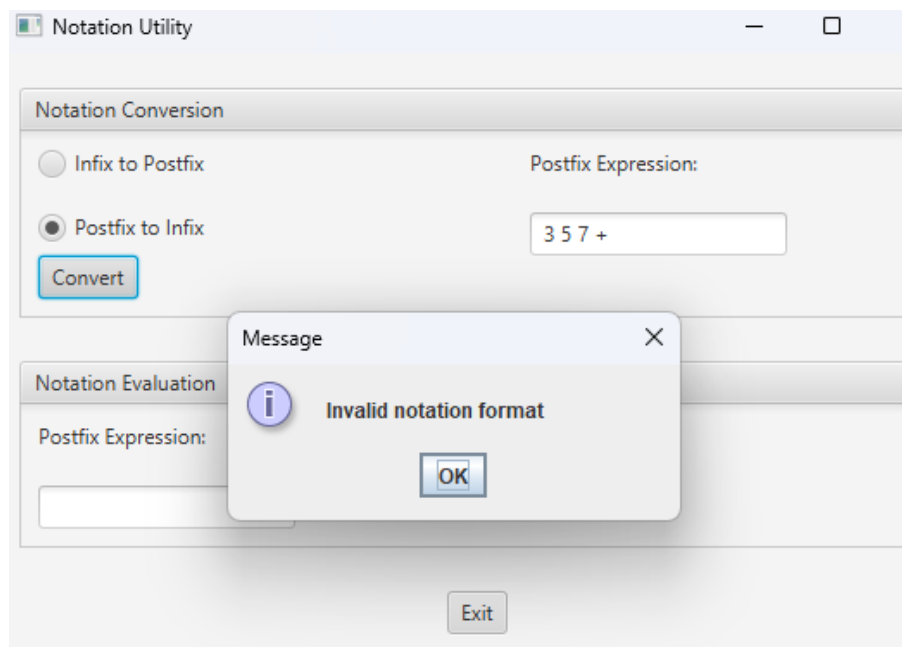 Notation Utility
Notation Conversion
Infix to Postfix
Postfix Expression:
Postfix to Infix
3 5 7 +
Convert
Message
Invalid notation format
OK
Notation Evaluation
Postfix Expression:
Exit